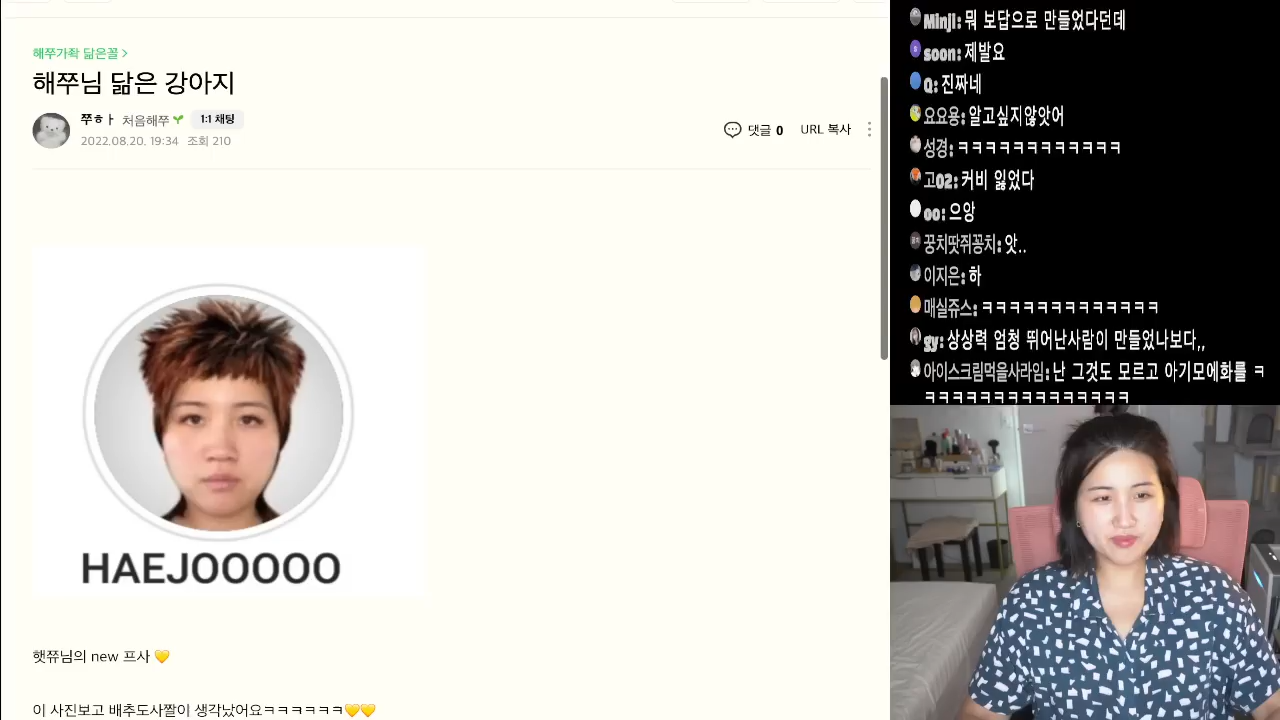 해쭈가좍 닮은꼴 >
해쭈님 닮은 강아지
쭈ㅎㅏ 처음해쭈 1:1 채팅
2022.08.20. 19:34 조회 210
댓글 0 URL 복사
HAEJOOOOO
햇쮸님의 new 프사 💛
이 사진보고 배추도사짤이 생각났어요ㅋㅋㅋㅋㅋㅋ💛💛
Minji: 뭐 보답으로 만들었다던데
soon: 제발요
Q: 진짜네
요요용: 알고싶지않앗어
성경: ㅋㅋㅋㅋㅋㅋㅋㅋㅋㅋㅋㅋ
고02: 커비 잃었다
oo: 으앙
꿍치땃쥐꽁치: 앗..
이지은: 하
매실쥬스: ㅋㅋㅋㅋㅋㅋㅋㅋㅋㅋㅋㅋㅋ
gy: 상상력 엄청 뛰어난사람이 만들었나보다,,
아이스크림먹을사라임: 난 그것도 모르고 아기모에화를 ㅋ
ㅋㅋㅋㅋㅋㅋㅋㅋㅋㅋㅋㅋㅋㅋㅋ